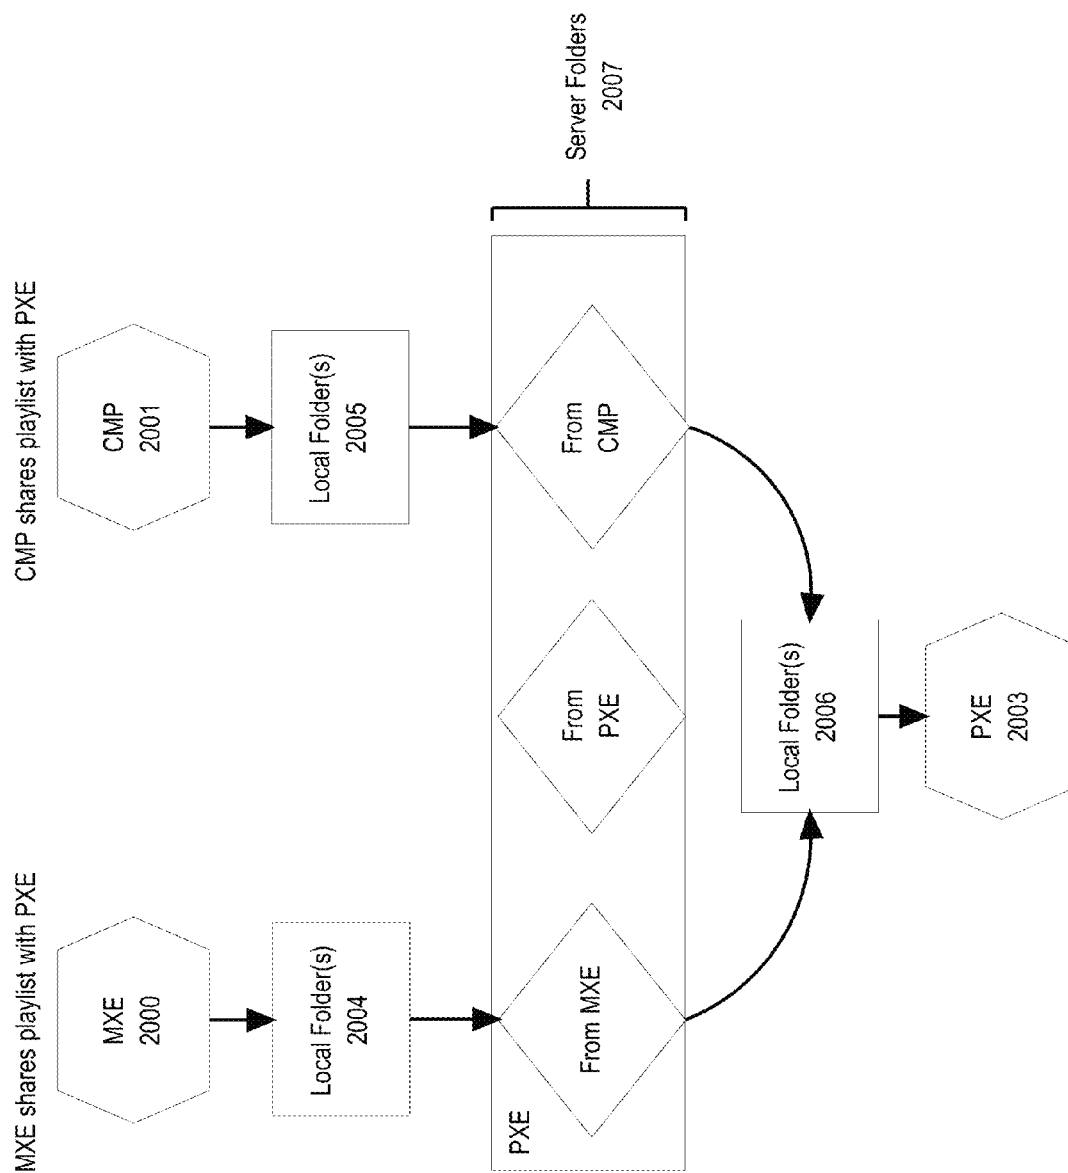 MXE shares playlist with PXE
CMP shares playlist with PXE
MXE
2000
CMP
2001
Local Folder(s)
2004
Local Folder(s)
2005
PXE
From MXE
From
PXE
From
CMP
Server Folders
2007
Local Folder(s)
2006
PXE
2003